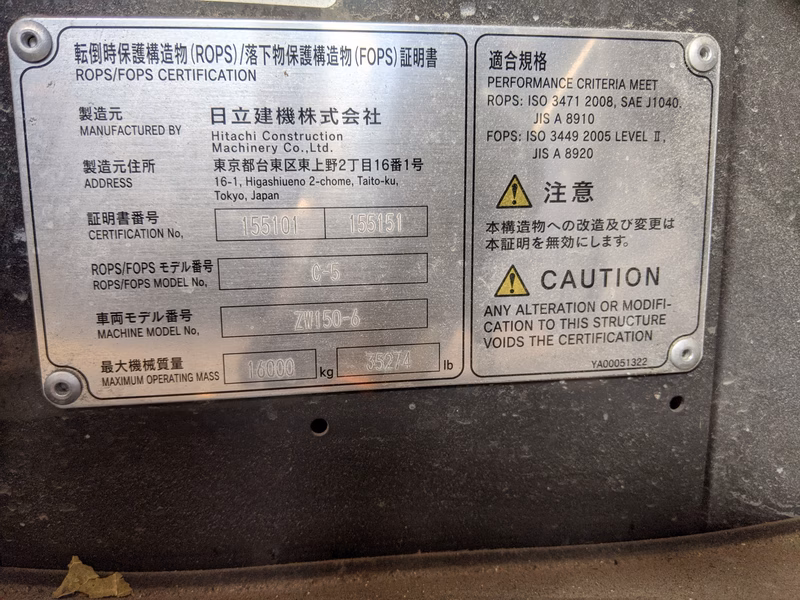 転倒時保護構造物(ROPS)/落下物保護構造物(FOPS)証明書
ROPS/FOPS CERTIFICATION
製造元 日立建機株式会社
MANUFACTURED BY Hitachi Construction
Machinery Co.,Ltd.
製造元住所 東京都台東区東上野2丁目16番1号
ADDRESS 16-1, Higashiueno 2-chome, Taito-ku,
Tokyo, Japan
証明書番号 155101 155151
CERTIFICATION No,
ROPS/FOPS モデル番号 C-5
ROPS/FOPS MODEL No,
車両モデル番号 ZW150-6
MACHINE MODEL No,
最大機械質量 16000 kg 35274 lb
MAXIMUM OPERATING MASS
適合規格
PERFORMANCE CRITERIA MEET
ROPS: ISO 3471 2008, SAE J1040,
JIS A 8910
FOPS: ISO 3449 2005 LEVEL Ⅱ,
JIS A 8920
注意
本構造物への改造及び変更は
本証明を無効にします。
CAUTION
ANY ALTERATION OR MODIFI-
CATION TO THIS STRUCTURE
VOIDS THE CERTIFICATION
YA00051322